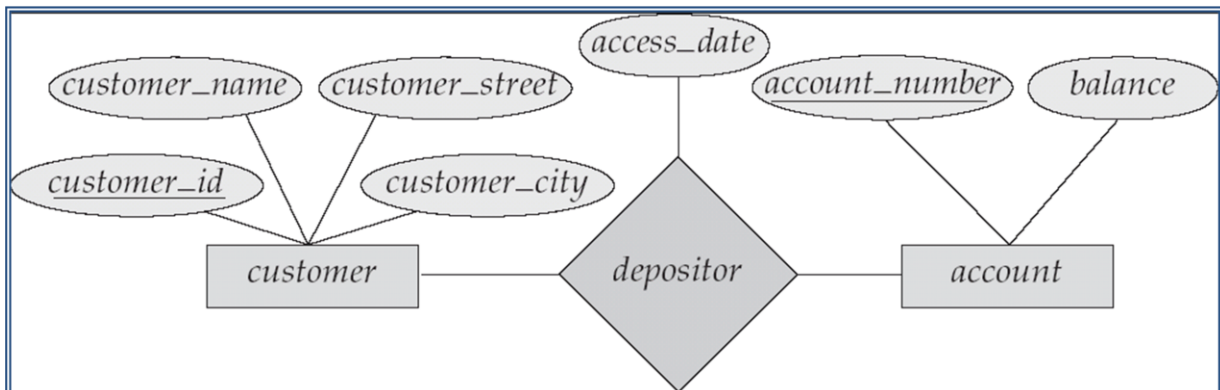 access_date
customer_name
customer_street
account_number
balance
customer_id
customer_city
customer
depositor
account